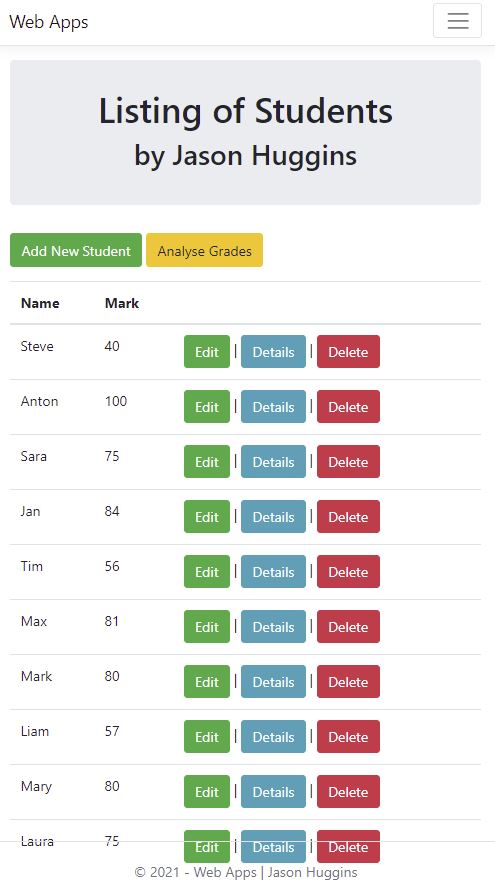 Web Apps
Listing of Students
by Jason Huggins
Add New Student Analyse Grades
Name Mark
Steve 40 Edit | Details | Delete
Anton 100 Edit | Details | Delete
Sara 75 Edit | Details | Delete
Jan 84 Edit | Details | Delete
Tim 56 Edit | Details | Delete
Max 81 Edit | Details | Delete
Mark 80 Edit | Details | Delete
Liam 57 Edit | Details | Delete
Mary 80 Edit | Details | Delete
Laura 75 Edit | Details | Delete
© 2021 - Web Apps | Jason Huggins